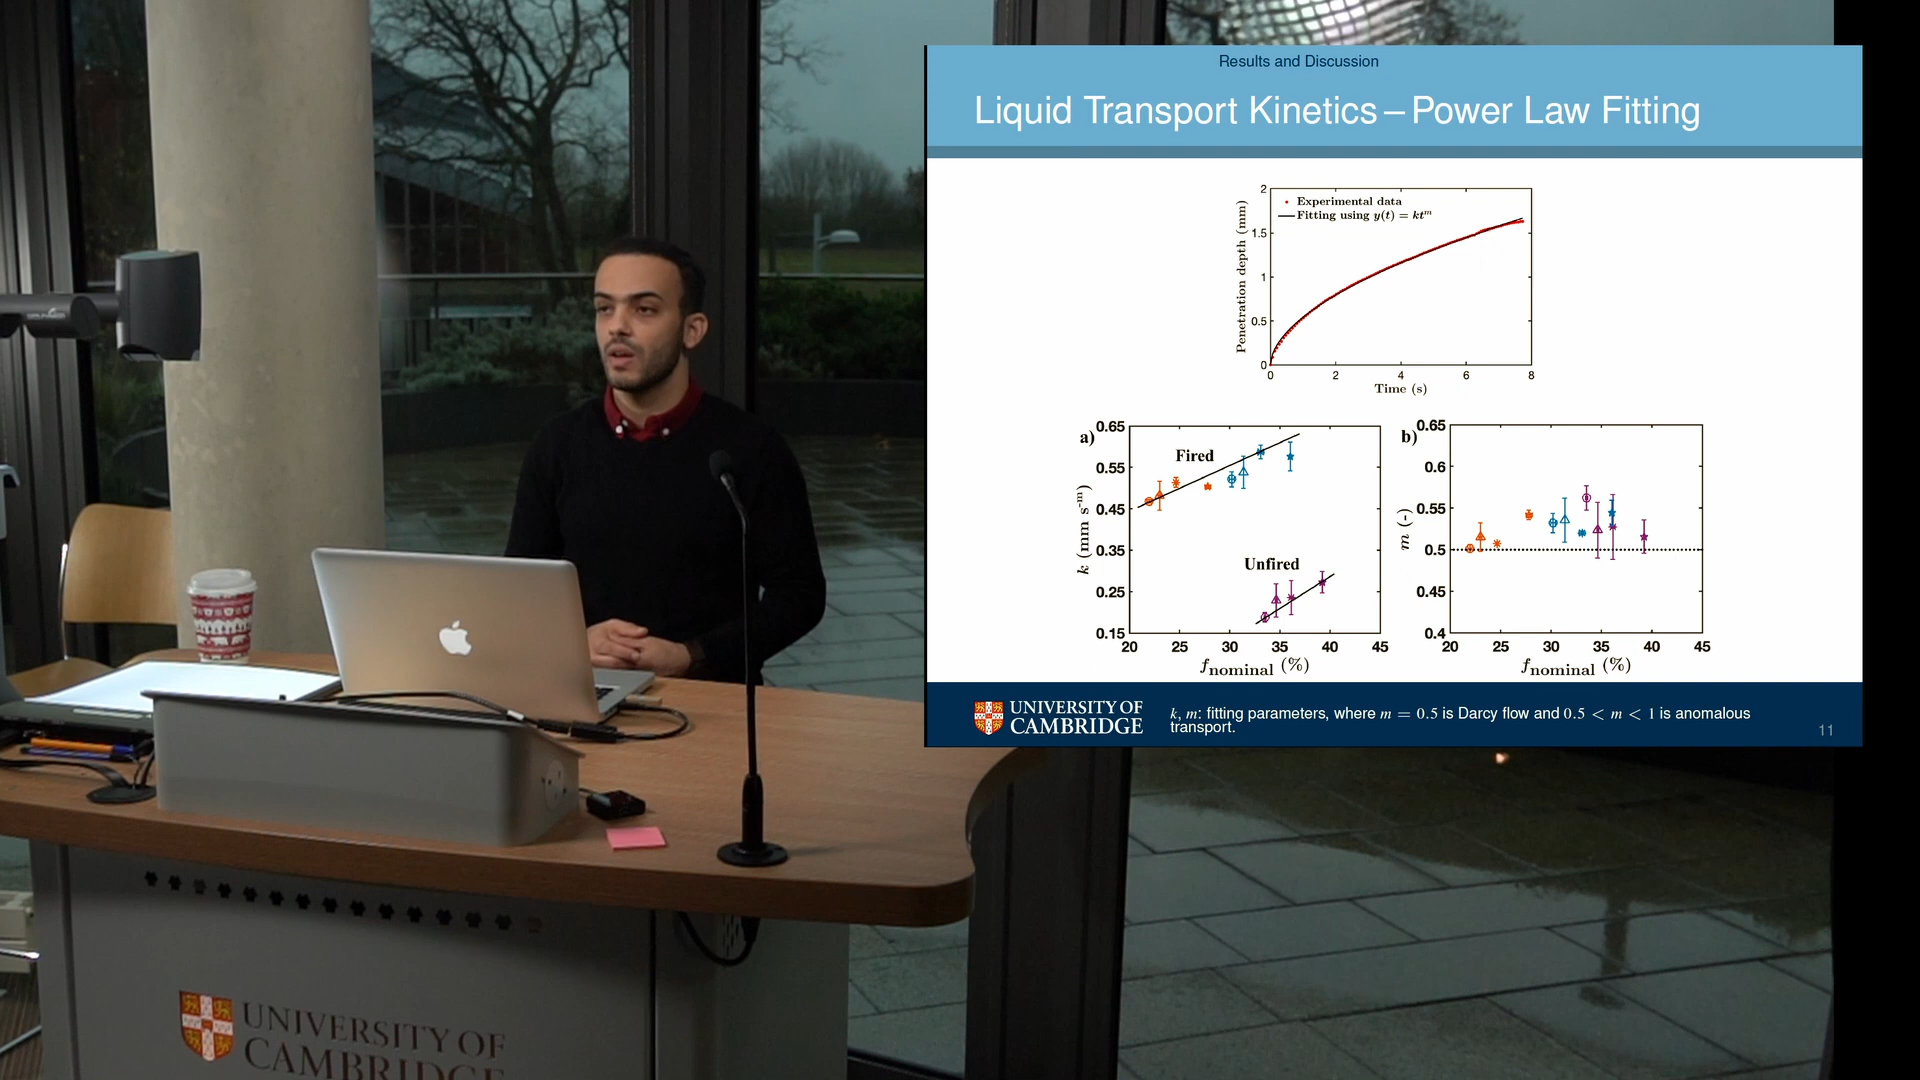 Results and Discussion
Liquid Transport Kinetics – Power Law Fitting
2
1.5
1
0.5
0
Penetration depth (mm)
Experimental data
Fitting using y(t) = kt^m
0 2 4 6 8
Time (s)
a)
0.65
0.55
0.45
0.35
0.25
0.15
k (mm s^-m)
Fired
Unfired
20 25 30 35 40 45
f_nominal (%)
b)
0.65
0.6
0.55
0.5
0.45
0.4
m (-)
20 25 30 35 40 45
f_nominal (%)
UNIVERSITY OF
CAMBRIDGE
k, m: fitting parameters, where m = 0.5 is Darcy flow and 0.5 < m < 1 is anomalous
transport.
11
UNIVERSITY OF
CAMBRIDGE